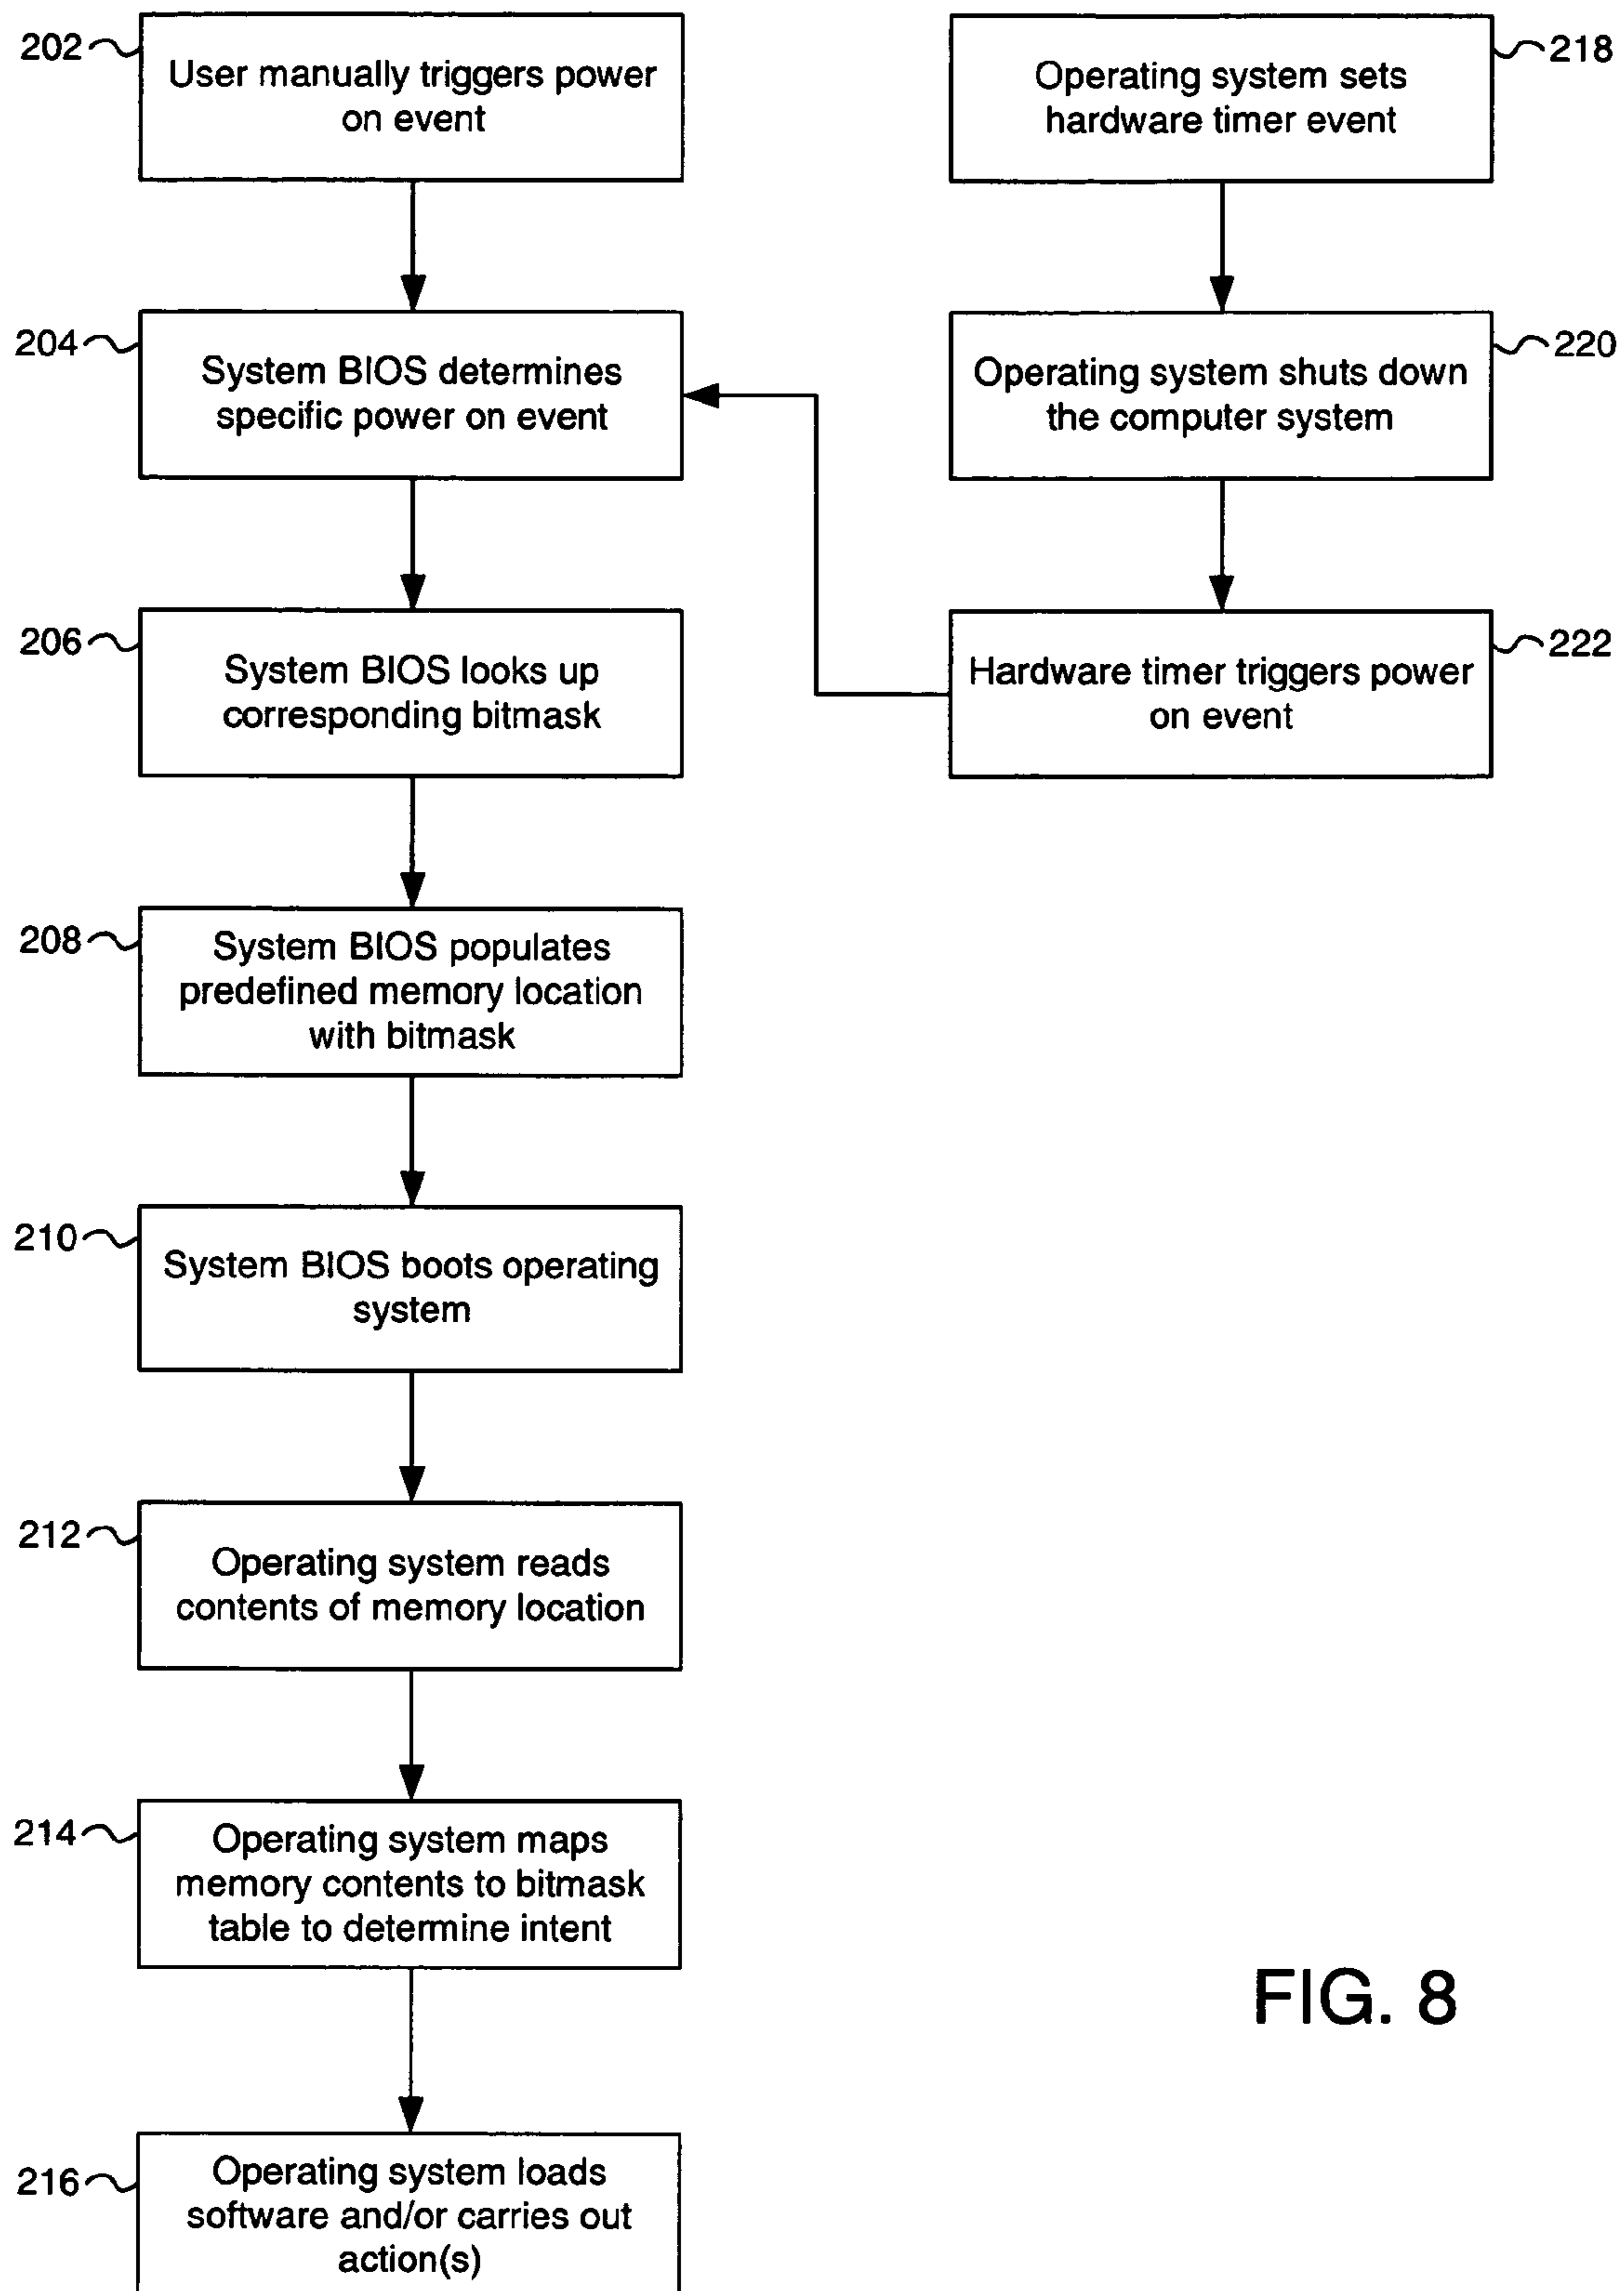 202
User manually triggers power
on event
204
System BIOS determines
specific power on event
206
System BIOS looks up
corresponding bitmask
208
System BIOS populates
predefined memory location
with bitmask
210
System BIOS boots operating
system
212
Operating system reads
contents of memory location
214
Operating system maps
memory contents to bitmask
table to determine intent
216
Operating system loads
software and/or carries out
action(s)
218
Operating system sets
hardware timer event
220
Operating system shuts down
the computer system
222
Hardware timer triggers power
on event
FIG. 8